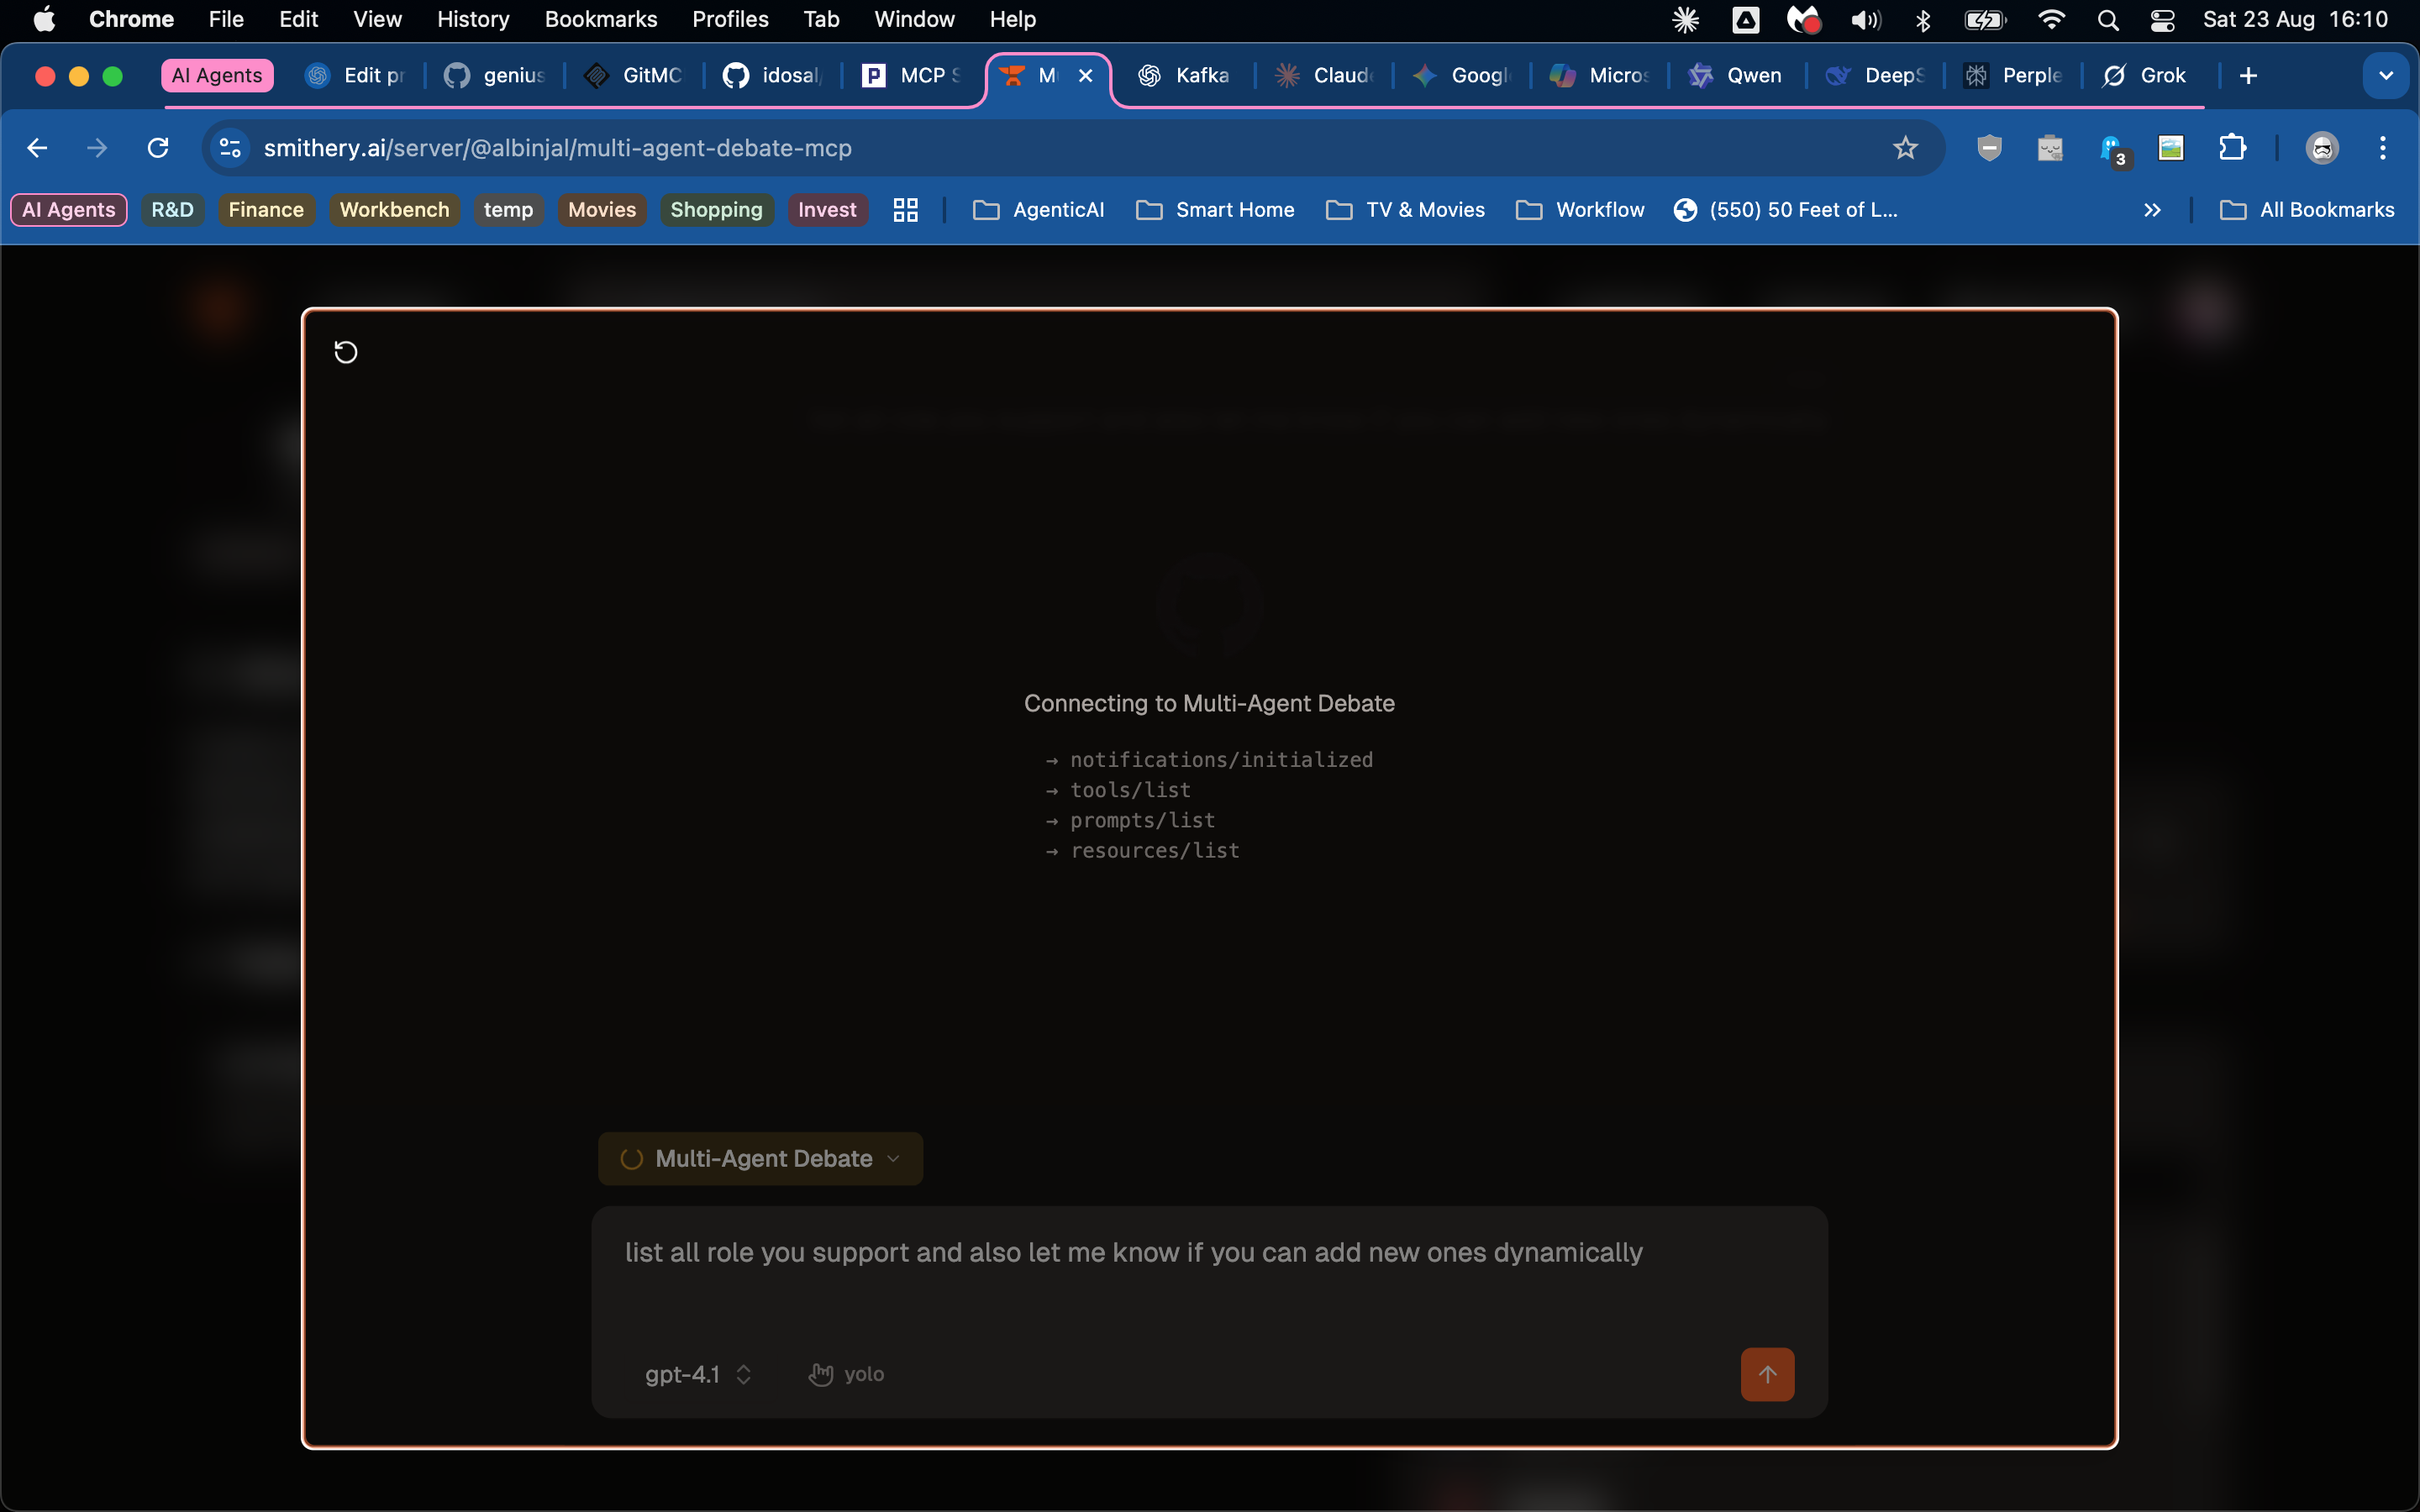 Chrome File Edit View History Bookmarks Profiles Tab Window Help Sat 23 Aug 16:10
AI Agents Edit pr genius GitMC idosal/ MCP S M Kafka Claude Googl Micros Qwen DeepS Perple Grok
smithery.ai/server/@albinjal/multi-agent-debate-mcp 3
AI Agents R&D Finance Workbench temp Movies Shopping Invest AgenticAI Smart Home TV & Movies Workflow (550) 50 Feet of L... All Bookmarks
Connecting to Multi-Agent Debate
→ notifications/initialized
→ tools/list
→ prompts/list
→ resources/list
Multi-Agent Debate
list all role you support and also let me know if you can add new ones dynamically
gpt-4.1 yolo